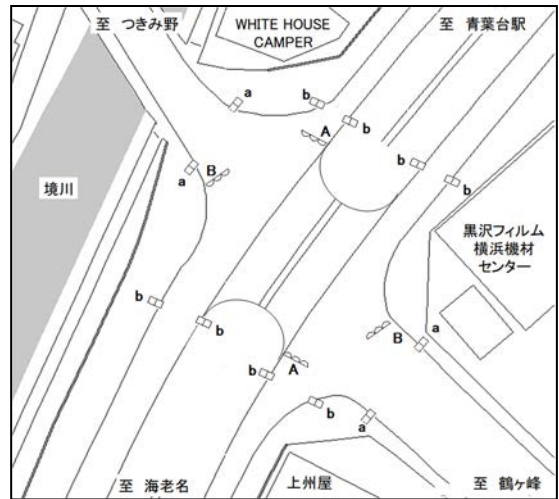 至 つきみ野
WHITE HOUSE
CAMPER
至 青葉台駅
a
b
A
b
b
b
B
a
境川
黒沢フィルム
横浜機材
センター
b
b
B
a
b
A
b
a
至 海老名
上州屋
至 鶴ヶ峰